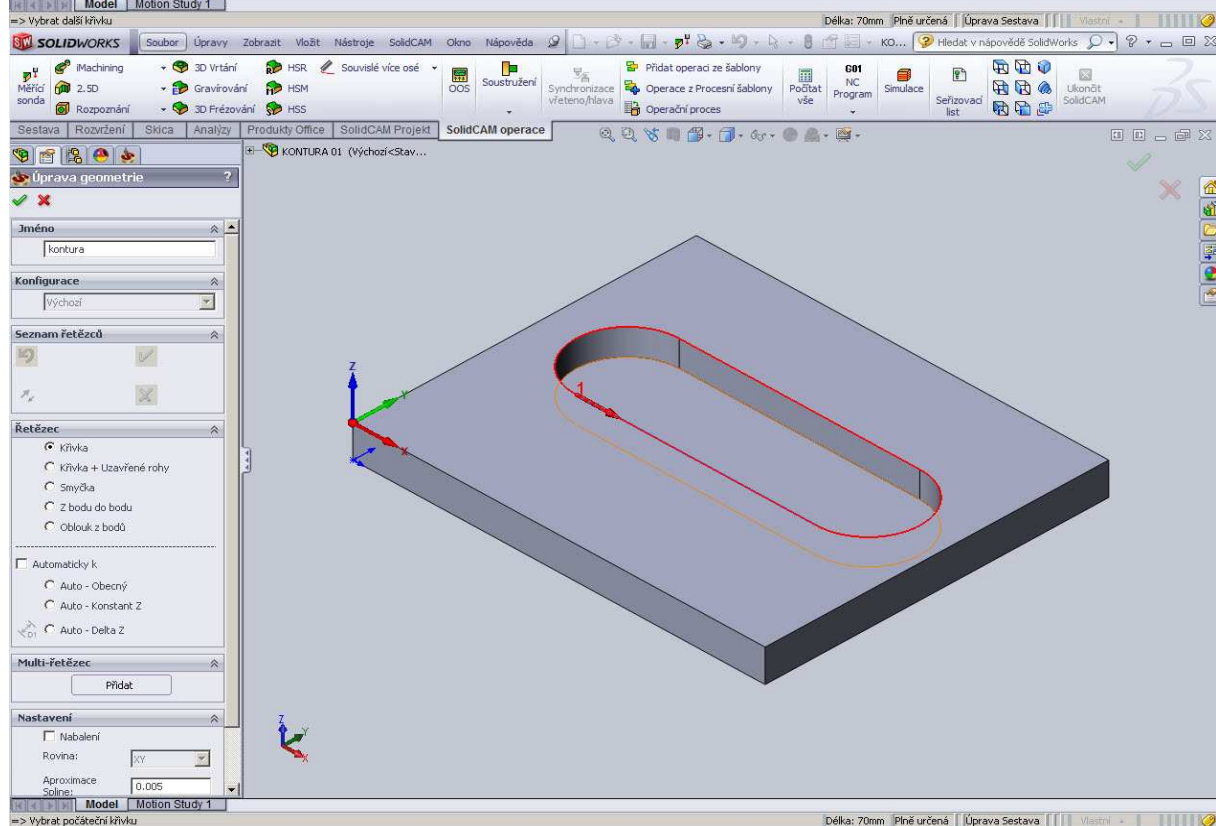 Model Motion Study 1
=> Vybrat další křivku Délka: 70mm Plně určená Úprava Sestava Vlastní
SOLIDWORKS Soubor Úpravy Zobrazit Vložit Nástroje SolidCAM Okno Nápověda KO... Hledat v nápovědě SolidWorks
iMachining 3D Vrtání HSR Souvislé více osé Přidat operaci ze šablony
Měřící sonda 2.5D Gravírování HSM OOS Soustružení Synchronizace vřeteno/hlava Operace z Procesní šablony Počítat vše G01 NC Program Simulace Seřizovací list Ukončit SolidCAM
Rozpoznání 3D Frézování HSS Operační proces
Sestava Rozvržení Skica Analýzy Produkty Office SolidCAM Projekt SolidCAM operace
KONTURA 01 (Výchozí<Stav...
Úprava geometrie ?
Jméno
kontura
Konfigurace
Výchozí
Seznam řetězců
Řetězec
Křivka
Křivka + Uzavřené rohy
Smyčka
Z bodu do bodu
Oblouk z bodů
Automaticky k
Auto - Obecný
Auto - Konstant Z
D1 Auto - Delta Z
Multi-řetězec
Přidat
Nastavení
Nabalení
Rovina: XY
Aproximace
Spline: 0.005
Z
Y
X
1
Z
Y
X
Model Motion Study 1
=> Vybrat počáteční křivku Délka: 70mm Plně určená Úprava Sestava Vlastní